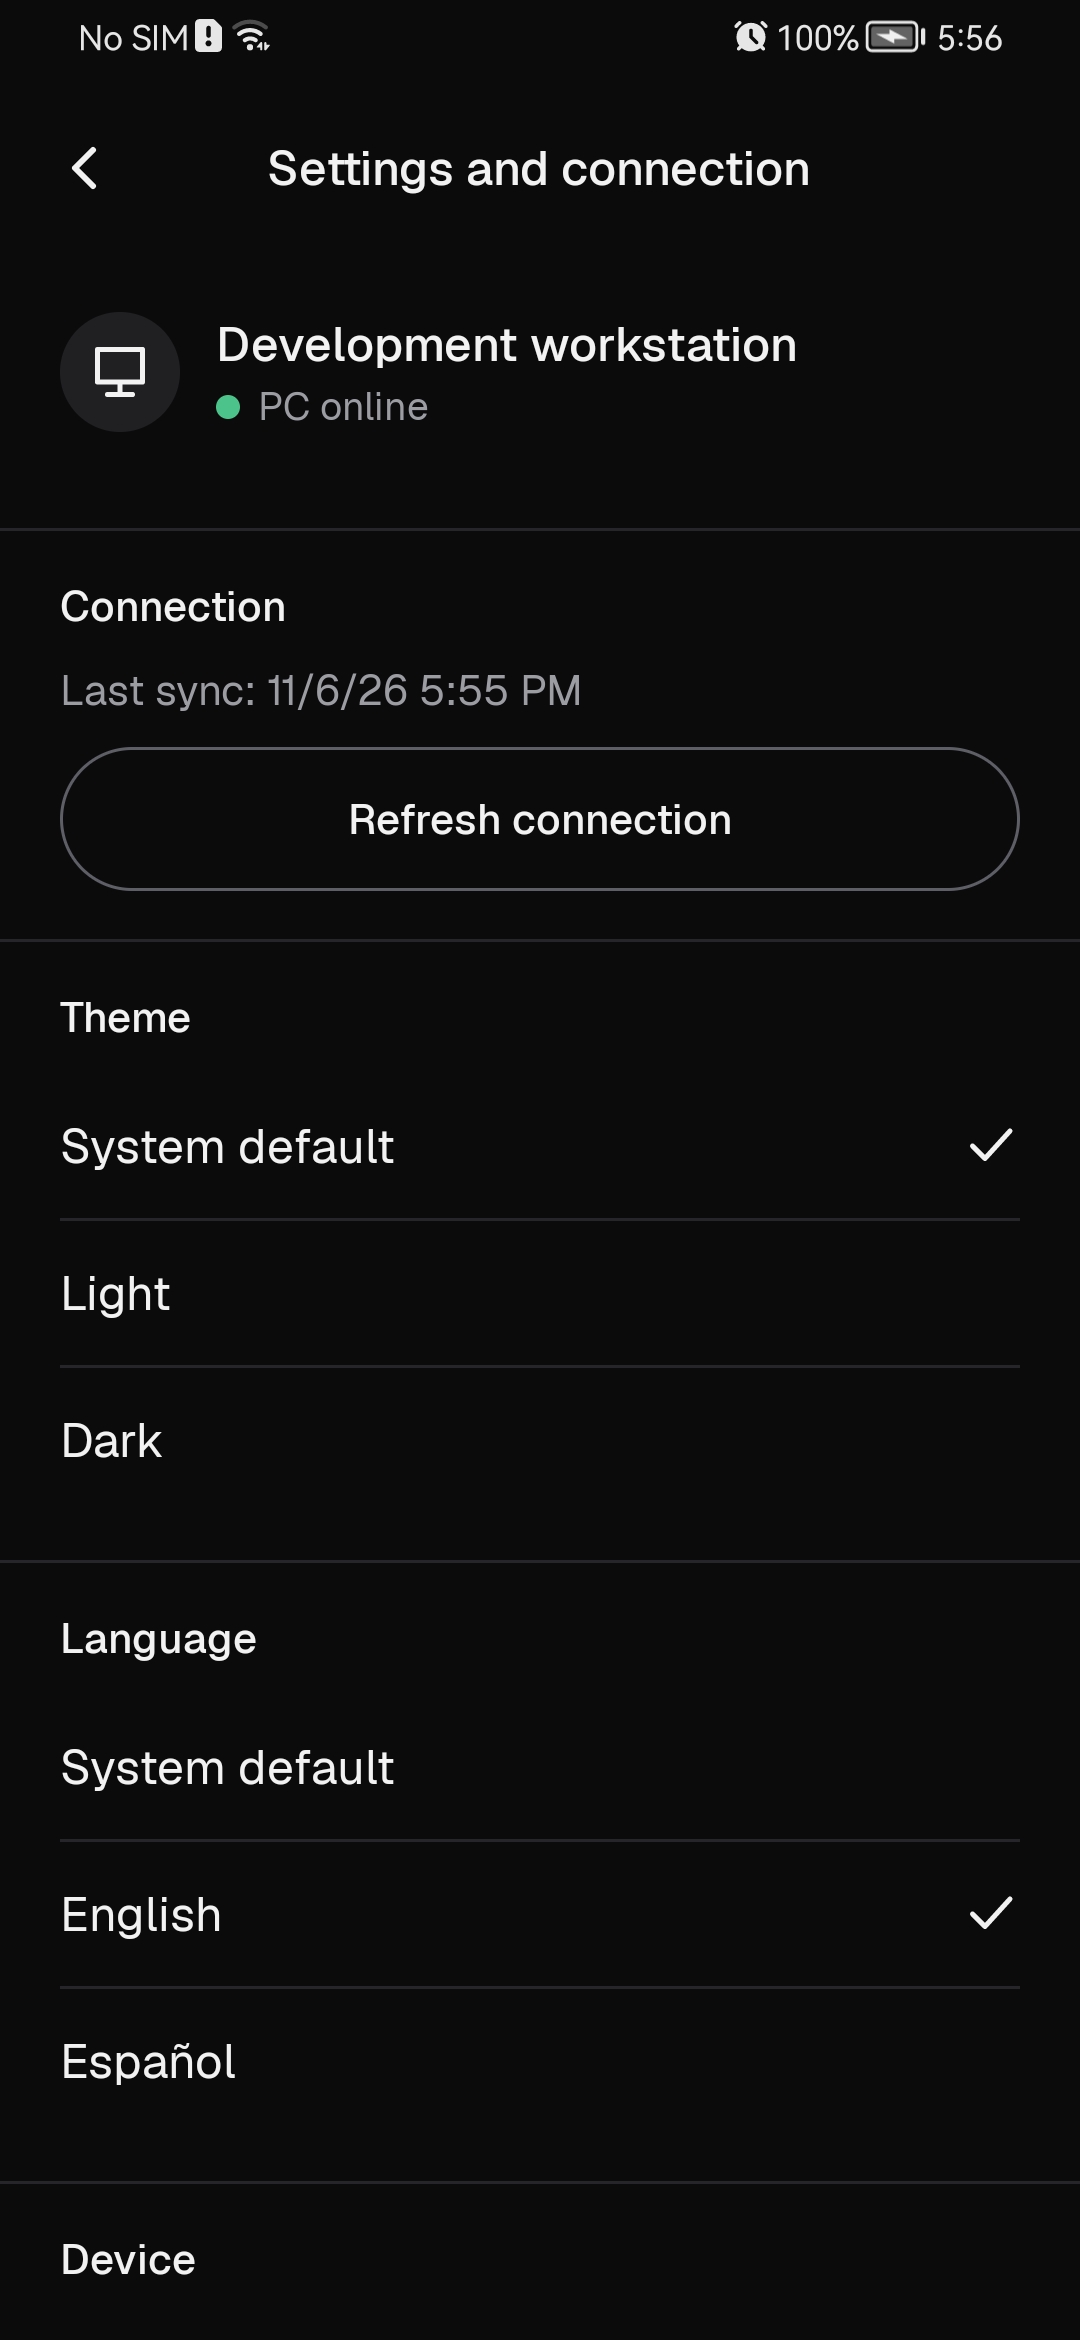 No SIM 100% 5:56
Settings and connection
Development workstation
PC online
Connection
Last sync: 11/6/26 5:55 PM
Refresh connection
Theme
System default
Light
Dark
Language
System default
English
Español
Device